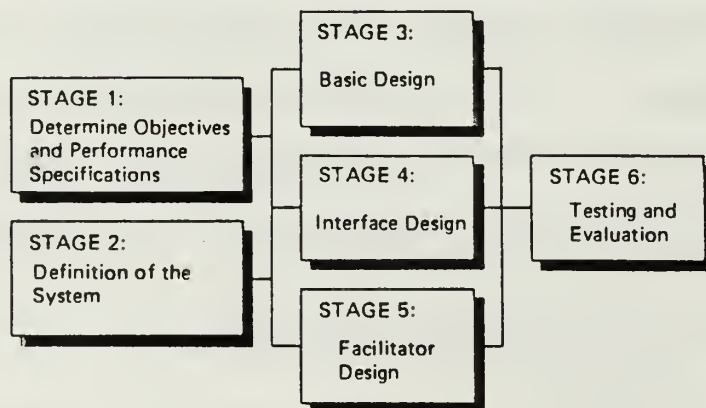 STAGE 1:
Determine Objectives
and Performance
Specifications
STAGE 2:
Definition of the
System
STAGE 3:
Basic Design
STAGE 4:
Interface Design
STAGE 5:
Facilitator
Design
STAGE 6:
Testing and
Evaluation